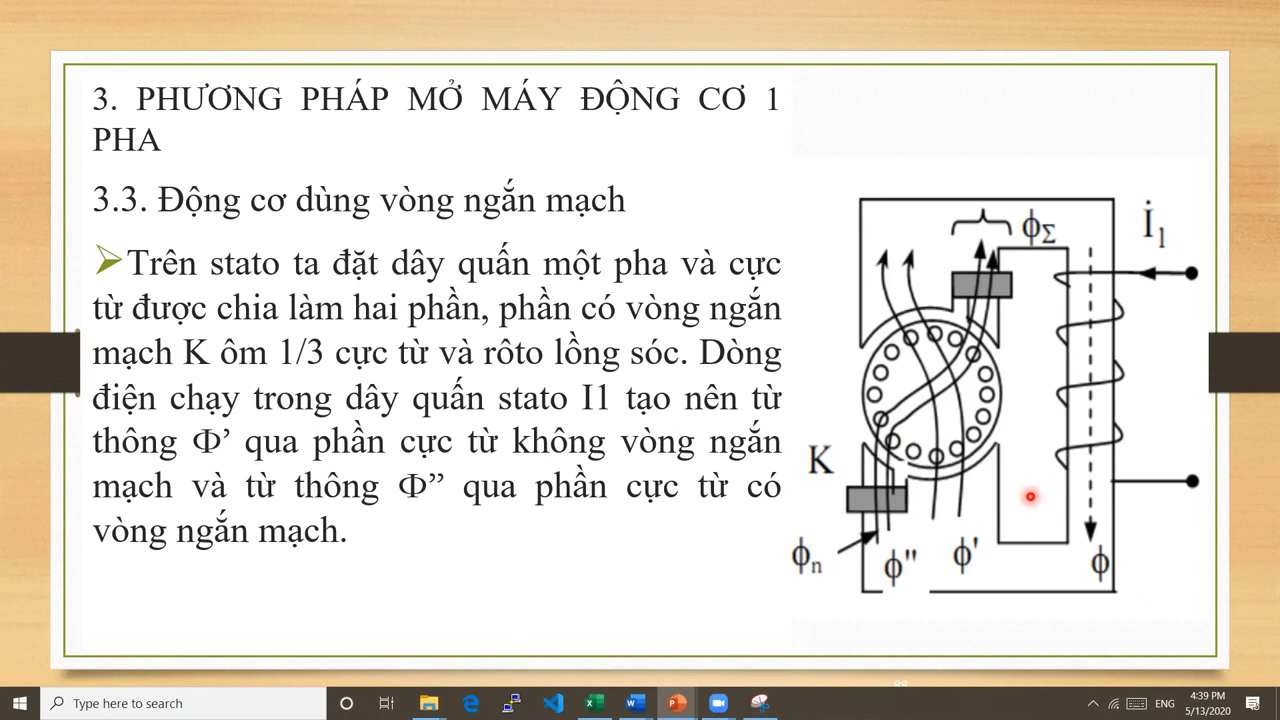 3. PHƯƠNG PHÁP MỞ MÁY ĐỘNG CƠ 1
PHA
3.3. Động cơ dùng vòng ngắn mạch
Trên stato ta đặt dây quấn một pha và cực
từ được chia làm hai phần, phần có vòng ngắn
mạch K ôm 1/3 cực từ và rôto lồng sóc. Dòng
điện chạy trong dây quấn stato I1 tạo nên từ
thông Φ’ qua phần cực từ không vòng ngắn
mạch và từ thông Φ” qua phần cực từ có
vòng ngắn mạch.
ϕΣ
İ1
K
ϕn
ϕ"
ϕ'
ϕ
88
Type here to search
ENG
4:39 PM
5/13/2020